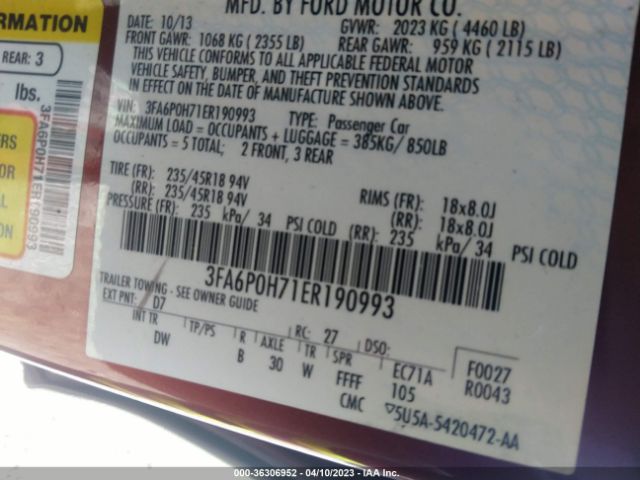 FORMATION
REAR: 3
lbs.
3FA6P0H71ER190993
ERS
ON
MFD. BY FORD MOTOR CO.
DATE: 10/13 GVWR: 2023 KG ( 4460 LB)
FRONT GAWR: 1068 KG ( 2355 LB) REAR GAWR: 959 KG ( 2115 LB)
THIS VEHICLE CONFORMS TO ALL APPLICABLE FEDERAL MOTOR
VEHICLE SAFETY, BUMPER, AND THEFT PREVENTION STANDARDS
IN EFFECT ON THE DATE OF MANUFACTURE SHOWN ABOVE.
VIN: 3FA6P0H71ER190993 TYPE: Passenger Car
MAXIMUM LOAD = OCCUPANTS + LUGGAGE = 385KG/ 850LB
OCCUPANTS = 5 TOTAL; 2 FRONT, 3 REAR
TIRE (FR): 235/45R18 94V RIMS (FR): 18x8.0J
(RR): 235/45R18 94V (RR): 18x8.0J
PRESSURE (FR): 235 kPa/ 34 PSI COLD (RR): 235 kPa/ 34 PSI COLD
3FA6P0H71ER190993
TRAILER TOWING - SEE OWNER GUIDE
EXT PNT: D7 RC: 27 DSO:
INT TR TP/PS R AXLE TR SPR EC71A F0027
DW B 30 W FFFF 105 R0043
CMC ▽5U5A-5420472-AA
000-36306952 - 04/10/2023 - IAAI.com